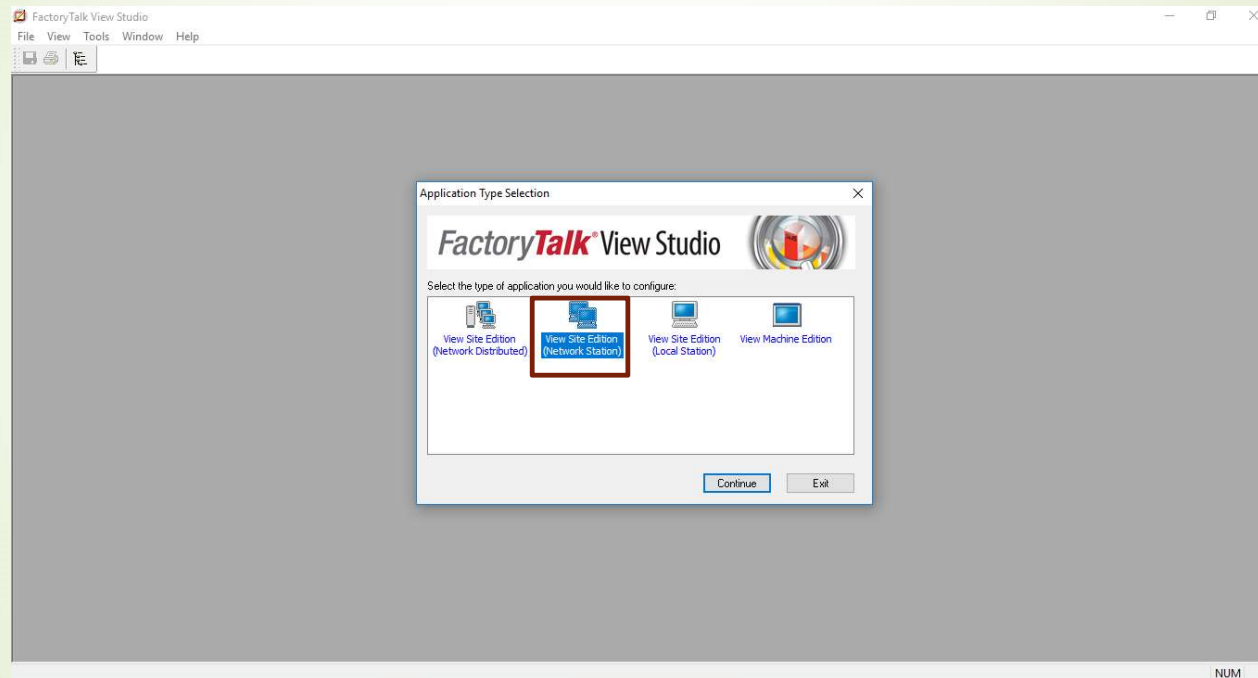 FactoryTalk View Studio
File View Tools Window Help
Application Type Selection
FactoryTalk® View Studio
Select the type of application you would like to configure:
View Site Edition
(Network Distributed)
View Site Edition
(Network Station)
View Site Edition
(Local Station)
View Machine Edition
Continue Exit
NUM